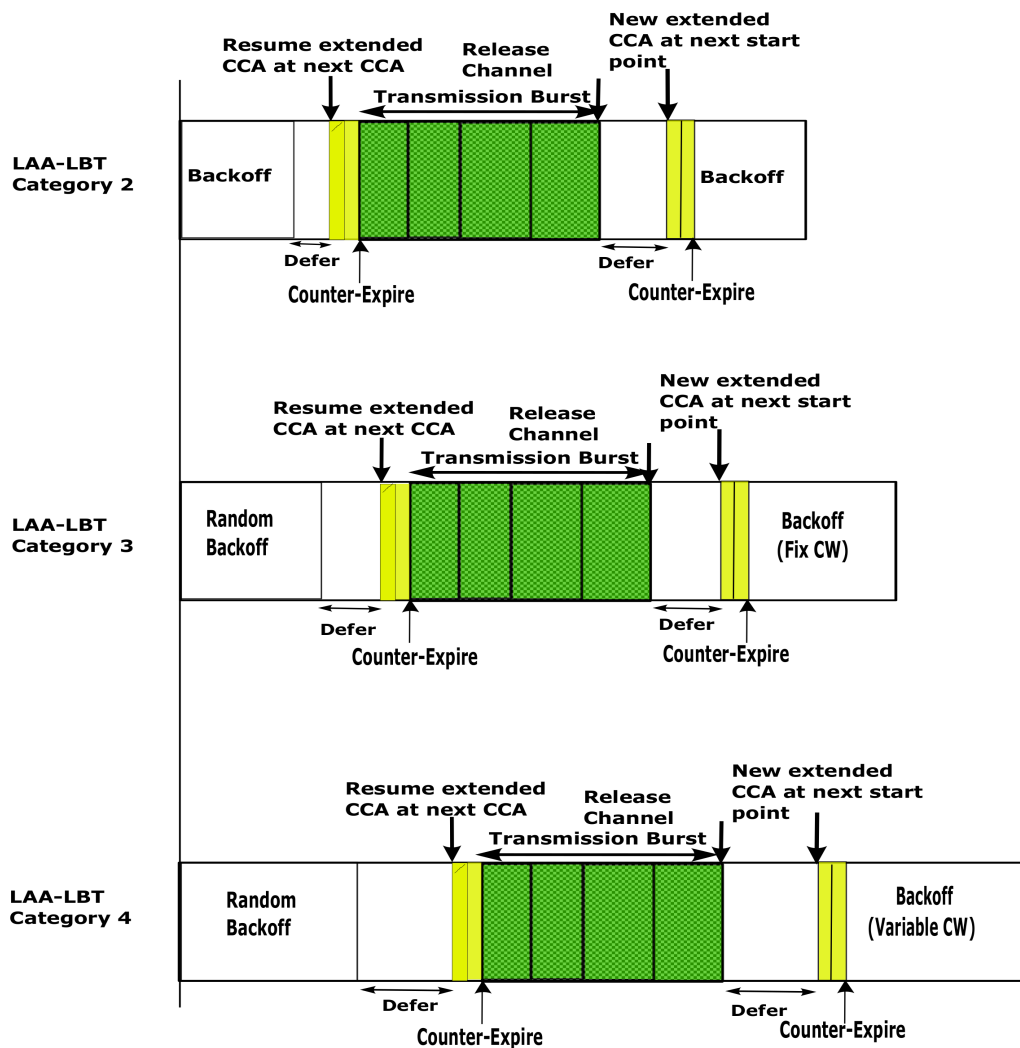 New extended
CCA at next start
point
Resume extended
CCA at next CCA
Release
Channel
Transmission Burst
LAA-LBT
Category 2
Backoff
Backoff
Defer
Defer
Counter-Expire
Counter-Expire
New extended
CCA at next start
point
Resume extended
CCA at next CCA
Release
Channel
Transmission Burst
LAA-LBT
Category 3
Random
Backoff
Backoff
(Fix CW)
Defer
Defer
Counter-Expire
Counter-Expire
New extended
CCA at next start
point
Resume extended
CCA at next CCA
Release
Channel
Transmission Burst
LAA-LBT
Category 4
Random
Backoff
Backoff
(Variable CW)
Defer
Defer
Counter-Expire
Counter-Expire